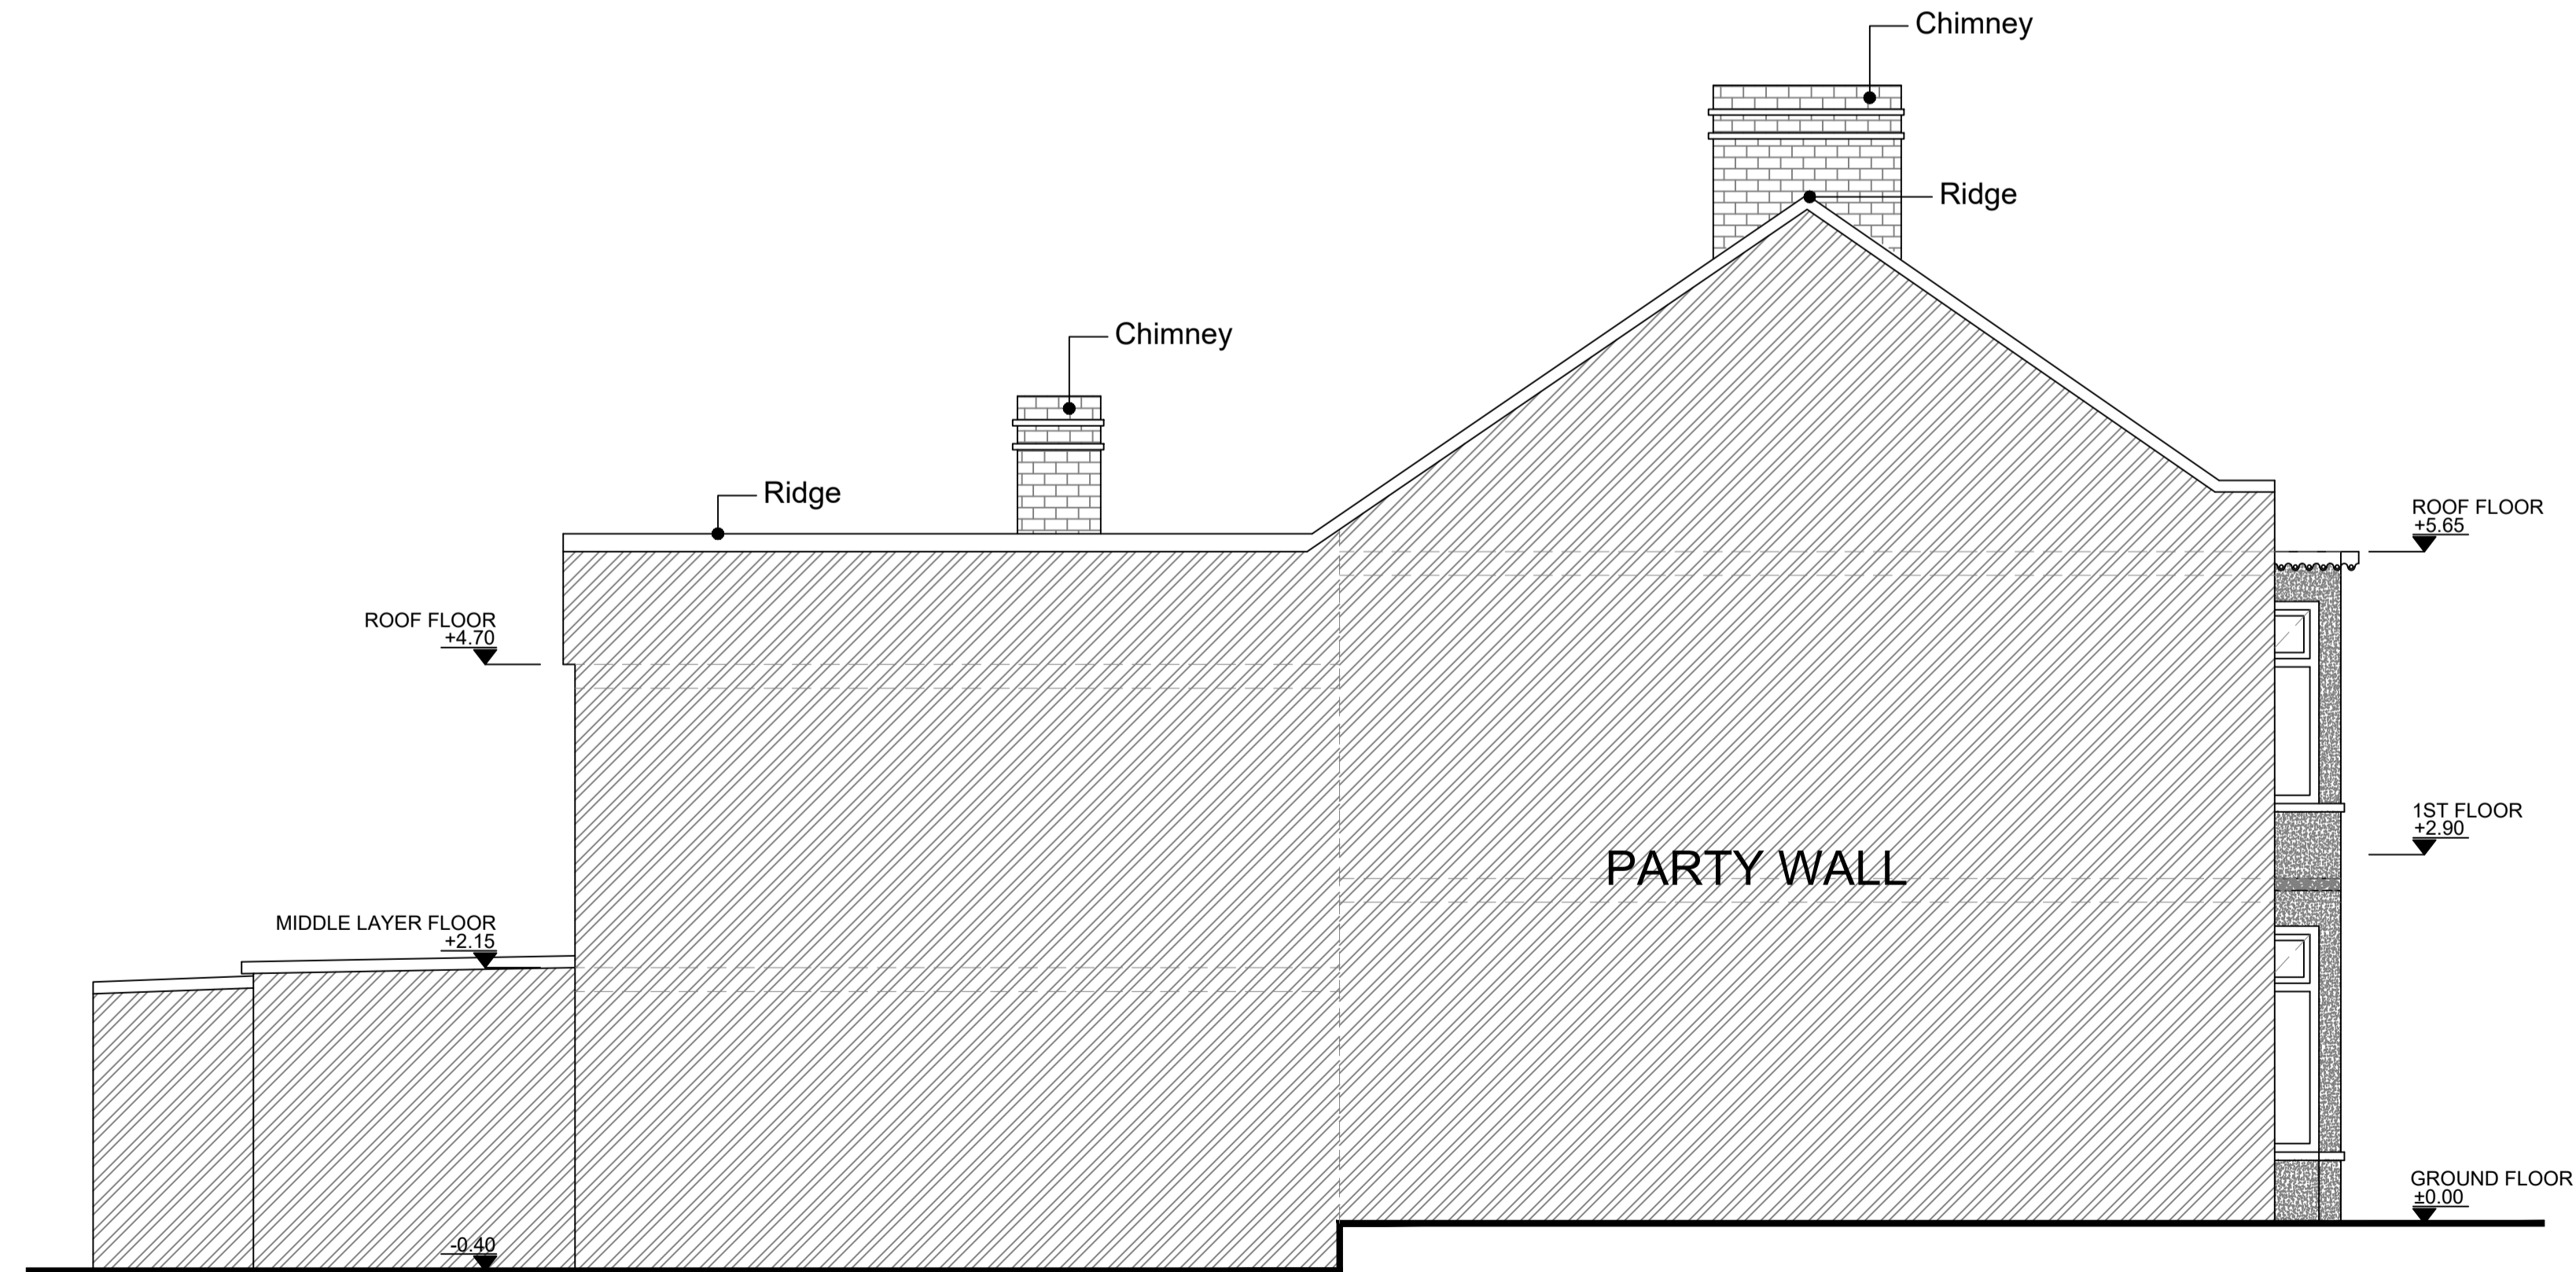 Chimney
Ridge
Chimney
Ridge
ROOF FLOOR
+5.65
ROOF FLOOR
+4.70
1ST FLOOR
+2.90
PARTY WALL
MIDDLE LAYER FLOOR
+2.15
GROUND FLOOR
±0.00
-0.40